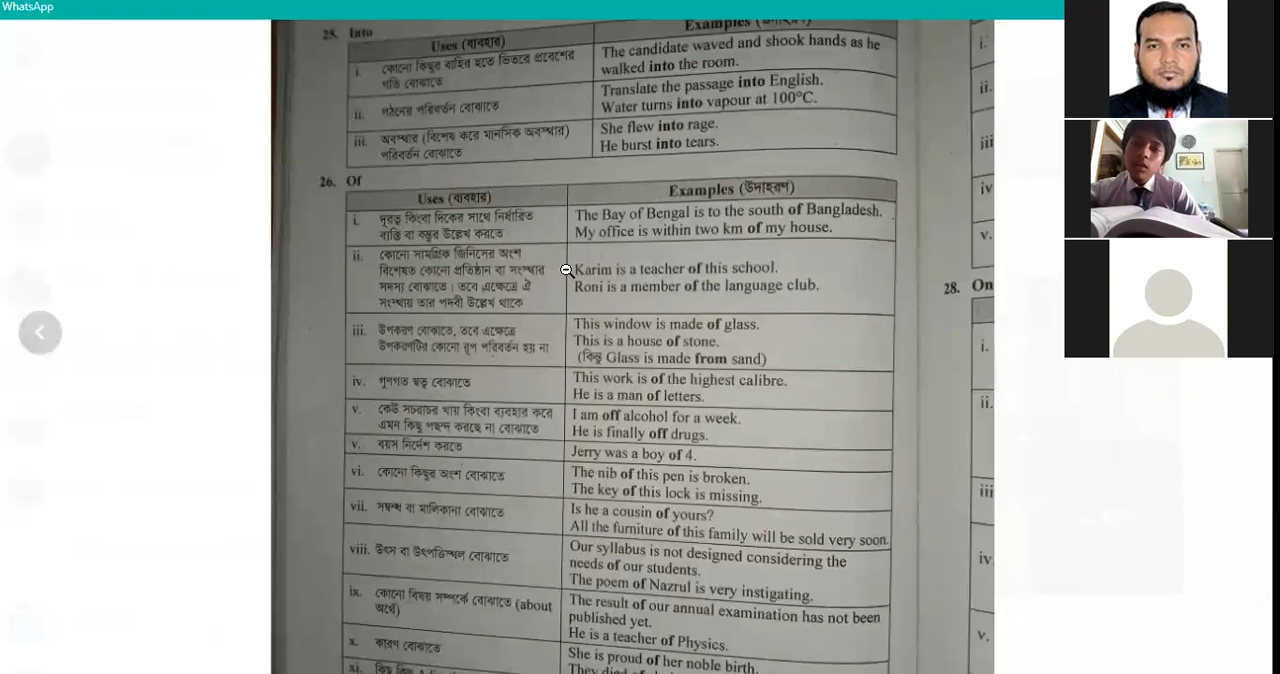 WhatsApp
25. Into
Uses (ব্যবহার)
Examples (উদাহরণ)
i. কোনো কিছুর বাহির হতে ভিতরে প্রবেশের
গতি বোঝাতে
The candidate waved and shook hands as he
walked into the room.
ii. গঠনের পরিবর্তন বোঝাতে
Translate the passage into English.
Water turns into vapour at 100°C.
iii. অবস্থার (বিশেষ করে মানসিক অবস্থার)
পরিবর্তন বোঝাতে
She flew into rage.
He burst into tears.
26. Of
Uses (ব্যবহার)
Examples (উদাহরণ)
i. দূরত্ব কিংবা দিকের সাথে নির্ধারিত
ব্যক্তি বা বস্তুর উল্লেখ করতে
The Bay of Bengal is to the south of Bangladesh.
My office is within two km of my house.
ii. কোনো সামগ্রিক জিনিসের অংশ
বিশেষত কোনো প্রতিষ্ঠান বা সংস্থার
সদস্য বোঝাতে। তবে এক্ষেত্রে ঐ
সংস্থায় তার পদবী উল্লেখ থাকে
Karim is a teacher of this school.
Roni is a member of the language club.
iii. উপকরণ বোঝাতে, তবে এক্ষেত্রে
উপকরণটির কোনো রূপ পরিবর্তন হয় না
This window is made of glass.
This is a house of stone.
(কিন্তু Glass is made from sand)
iv. গুণগত স্বত্ব বোঝাতে
This work is of the highest calibre.
He is a man of letters.
v. কেউ সচরাচর খায় কিংবা ব্যবহার করে
এমন কিছু পছন্দ করছে না বোঝাতে
I am off alcohol for a week.
He is finally off drugs.
v. বয়স নির্দেশ করতে
Jerry was a boy of 4.
vi. কোনো কিছুর অংশ বোঝাতে
The nib of this pen is broken.
The key of this lock is missing.
vii. সম্বন্ধ বা মালিকানা বোঝাতে
Is he a cousin of yours?
All the furniture of this family will be sold very soon.
viii. উৎস বা উৎপত্তিস্থল বোঝাতে
Our syllabus is not designed considering the
needs of our students.
The poem of Nazrul is very instigating.
ix. কোনো বিষয় সম্পর্কে বোঝাতে (about
অর্থে)
The result of our annual examination has not been
published yet.
He is a teacher of Physics.
x. কারণ বোঝাতে
She is proud of her noble birth.
They died of
xi. কিছু কিছু
i.
ii.
iii
iv
v.
28. On
i.
ii.
iii
iv
v.